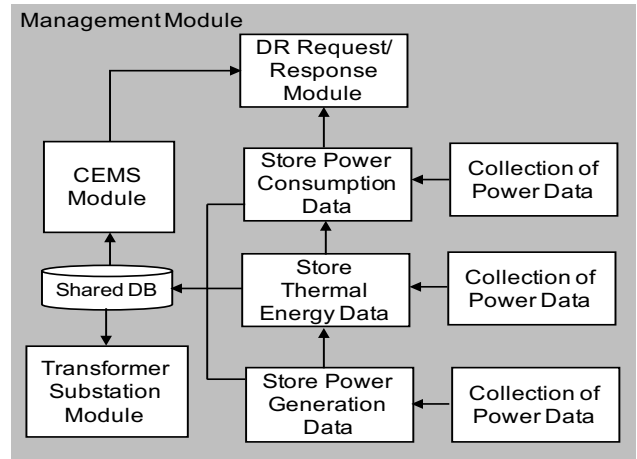 Management Module
DR Request/
Response
Module
CEMS
Module
Store Power
Consumption
Data
Collection of
Power Data
Shared DB
Store
Thermal
Energy Data
Collection of
Power Data
Transformer
Substation
Module
Store Power
Generation
Data
Collection of
Power Data